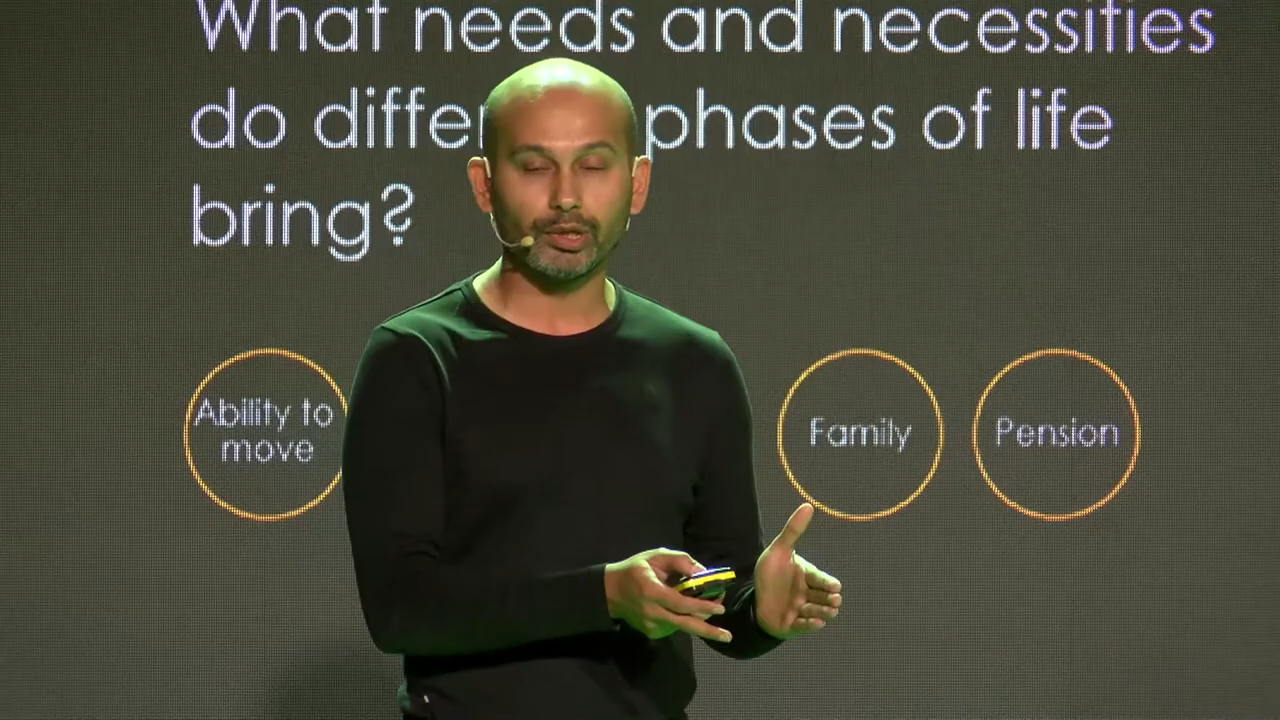 What needs and necessities
do differ phases of life
bring?
Ability to
move
Family
Pension